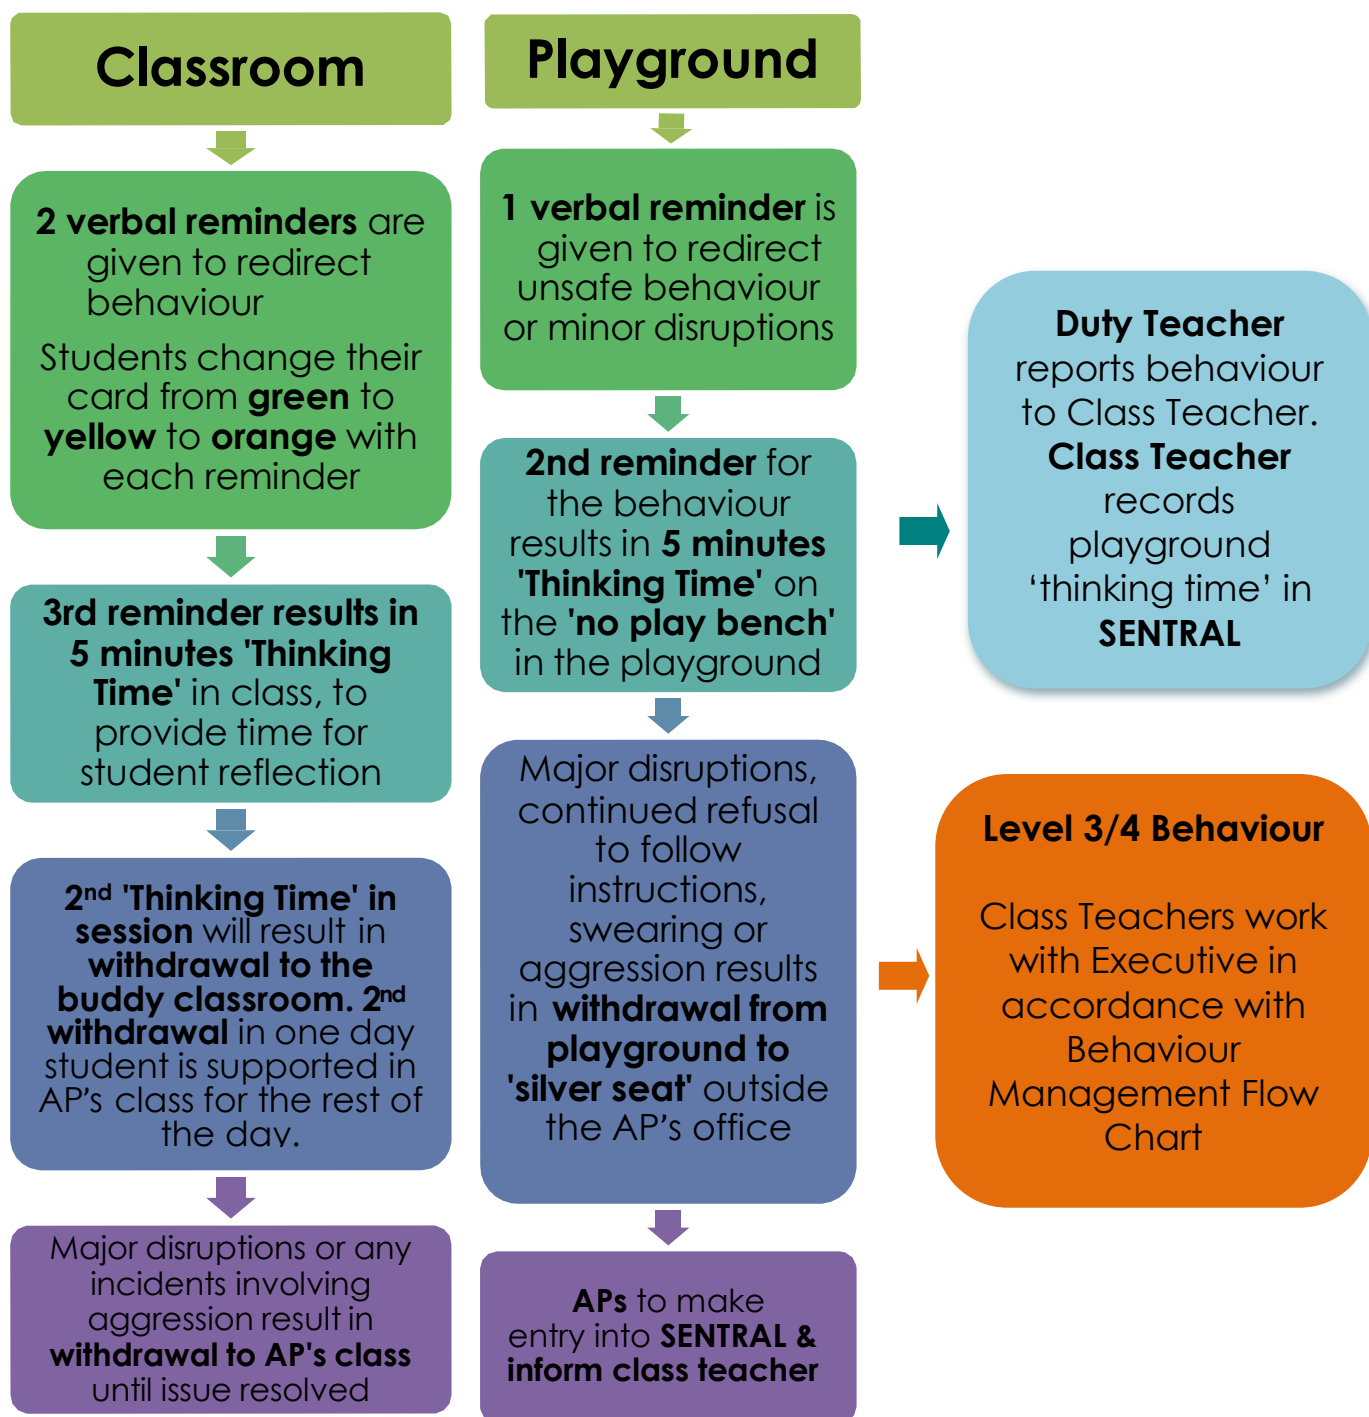 Classroom
2 verbal reminders are
given to redirect
behaviour
Students change their
card from green to
yellow to orange with
each reminder
3rd reminder results in
5 minutes 'Thinking
Time' in class, to
provide time for
student reflection
2nd 'Thinking Time' in
session will result in
withdrawal to the
buddy classroom. 2nd
withdrawal in one day
student is supported in
AP’s class for the rest of
the day.
Major disruptions or any
incidents involving
aggression result in
withdrawal to AP's class
until issue resolved
Playground
1 verbal reminder is
given to redirect
unsafe behaviour
or minor disruptions
2nd reminder for
the behaviour
results in 5 minutes
'Thinking Time' on
the 'no play bench'
in the playground
Major disruptions,
continued refusal
to follow
instructions,
swearing or
aggression results
in withdrawal from
playground to
'silver seat' outside
the AP’s office
APs to make
entry into SENTRAL &
inform class teacher
Duty Teacher
reports behaviour
to Class Teacher.
Class Teacher
records
playground
‘thinking time’ in
SENTRAL
Level 3/4 Behaviour
Class Teachers work
with Executive in
accordance with
Behaviour
Management Flow
Chart